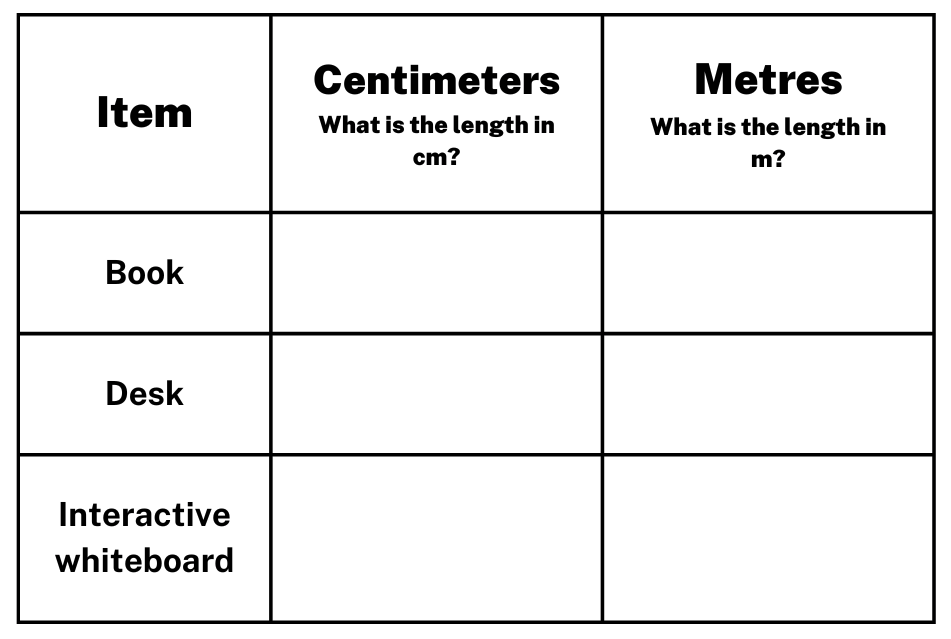 Item
Centimeters
What is the length in
cm?
Metres
What is the length in
m?
Book
Desk
Interactive
whiteboard